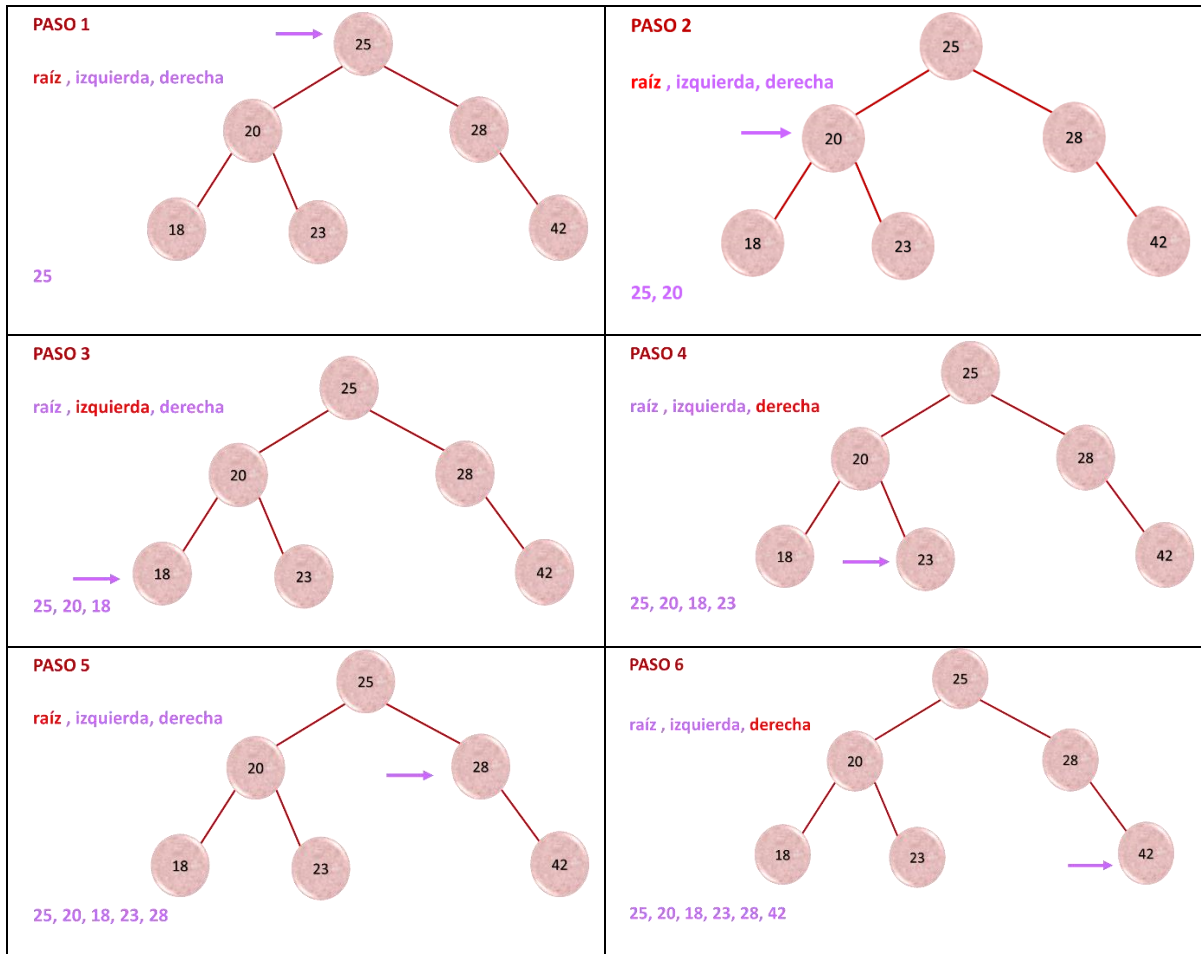 PASO 1
25
raíz , izquierda, derecha
20
28
18
23
42
25
PASO 2
25
raíz , izquierda, derecha
20
28
18
23
42
25, 20
PASO 3
25
raíz , izquierda, derecha
20
28
18
23
42
25, 20, 18
PASO 4
25
raíz , izquierda, derecha
20
28
18
23
42
25, 20, 18, 23
PASO 5
25
raíz , izquierda, derecha
20
28
18
23
42
25, 20, 18, 23, 28
PASO 6
25
raíz , izquierda, derecha
20
28
18
23
42
25, 20, 18, 23, 28, 42